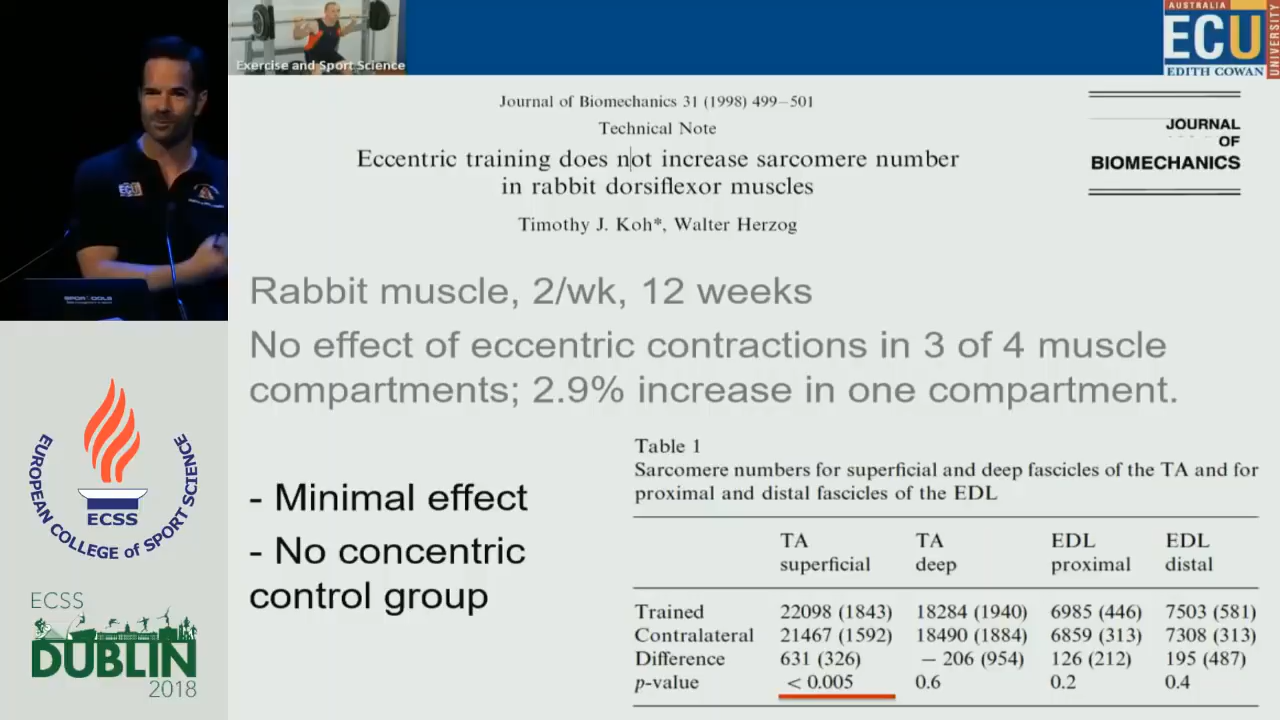 Exercise and Sport Science
AUSTRALIA
ECU
EDITH COWAN
UNIVERSITY
Journal of Biomechanics 31 (1998) 499–501
Technical Note
Eccentric training does not increase sarcomere number
in rabbit dorsiflexor muscles
Timothy J. Koh*, Walter Herzog
JOURNAL
OF
BIOMECHANICS
ECU
Rabbit muscle, 2/wk, 12 weeks
No effect of eccentric contractions in 3 of 4 muscle
compartments; 2.9% increase in one compartment.
- Minimal effect
- No concentric
control group
Table 1
Sarcomere numbers for superficial and deep fascicles of the TA and for
proximal and distal fascicles of the EDL
TA TA EDL EDL
superficial deep proximal distal
Trained 22098 (1843) 18284 (1940) 6985 (446) 7503 (581)
Contralateral 21467 (1592) 18490 (1884) 6859 (313) 7308 (313)
Difference 631 (326) − 206 (954) 126 (212) 195 (487)
p-value < 0.005 0.6 0.2 0.4
EUROPEAN COLLEGE of SPORT SCIENCE
ECSS
ECSS
DUBLIN
2018